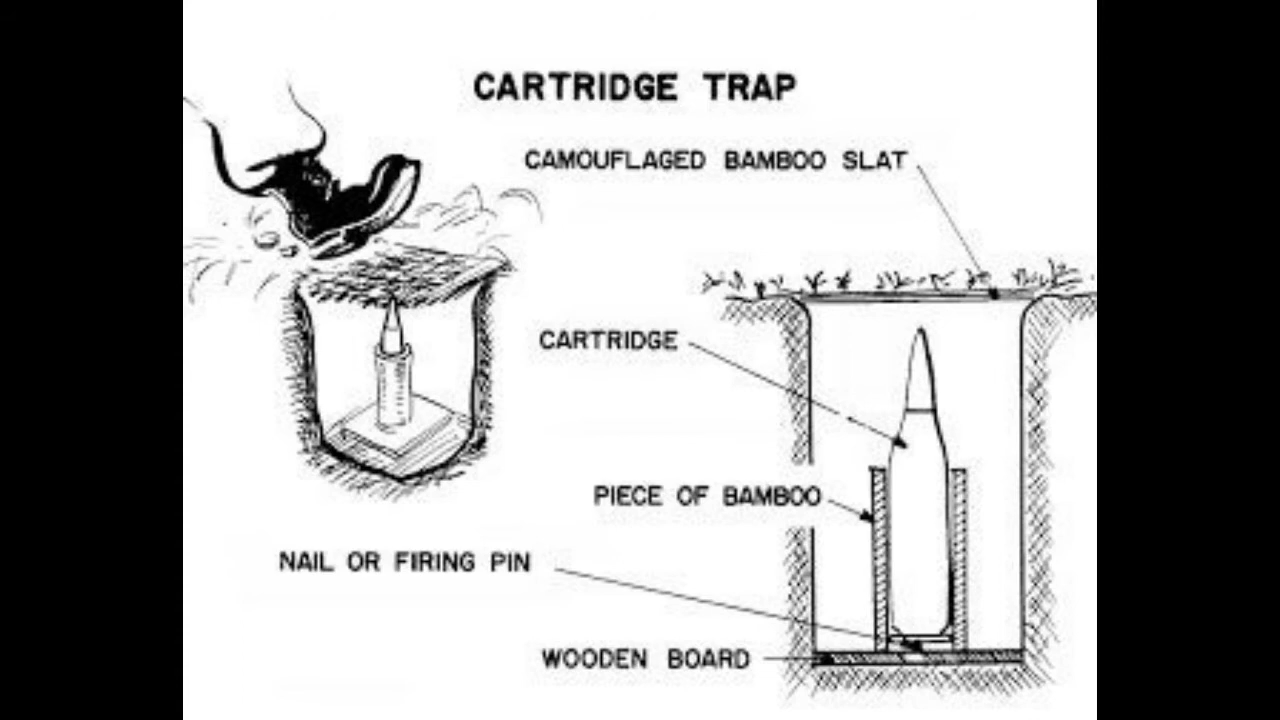 CARTRIDGE TRAP
CAMOUFLAGED BAMBOO SLAT
CARTRIDGE
PIECE OF BAMBOO
NAIL OR FIRING PIN
WOODEN BOARD